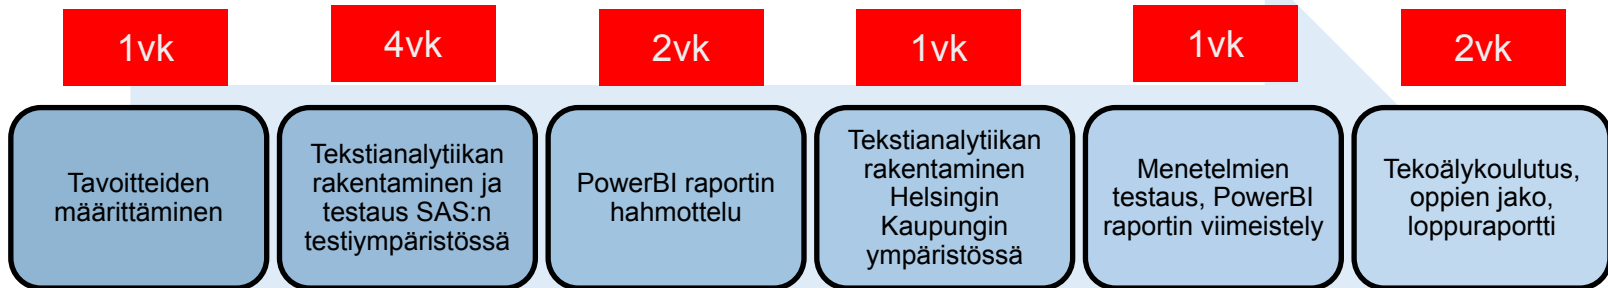 1vk
4vk
2vk
1vk
1vk
2vk
Tavoitteiden
määrittäminen
Tekstianalytiikan
rakentaminen ja
testaus SAS:n
testiympäristössä
PowerBI raportin
hahmottelu
Tekstianalytiikan
rakentaminen
Helsingin
Kaupungin
ympäristössä
Menetelmien
testaus, PowerBI
raportin viimeistely
Tekoälykoulutus,
oppien jako,
loppuraportti